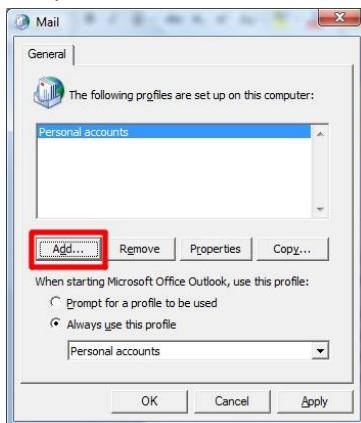 Mail
General
The following profiles are set up on this computer:
Personal accounts
Add... Remove Properties Copy...
When starting Microsoft Office Outlook, use this profile:
Prompt for a profile to be used
Always use this profile
Personal accounts
OK Cancel Apply